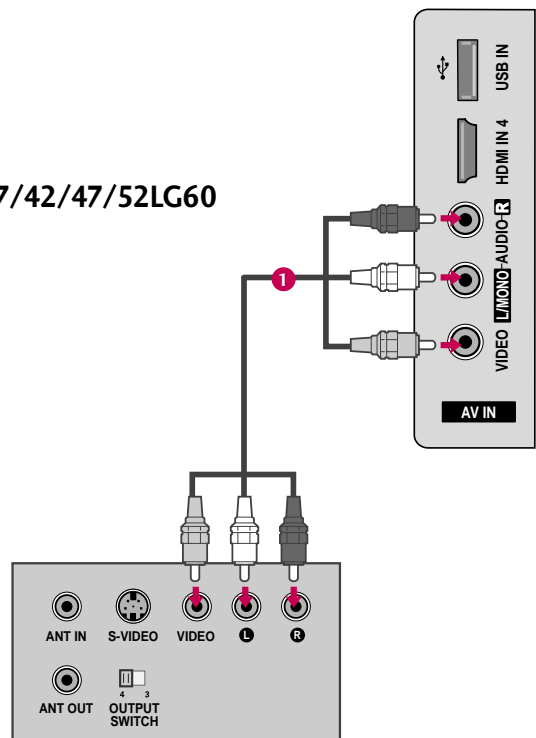 7/42/47/52LG60
USB IN
HDMI IN 4
L/MONO-AUDIO-R
VIDEO
AV IN
1
ANT IN
S-VIDEO
VIDEO
L
R
ANT OUT
4 3
OUTPUT
SWITCH